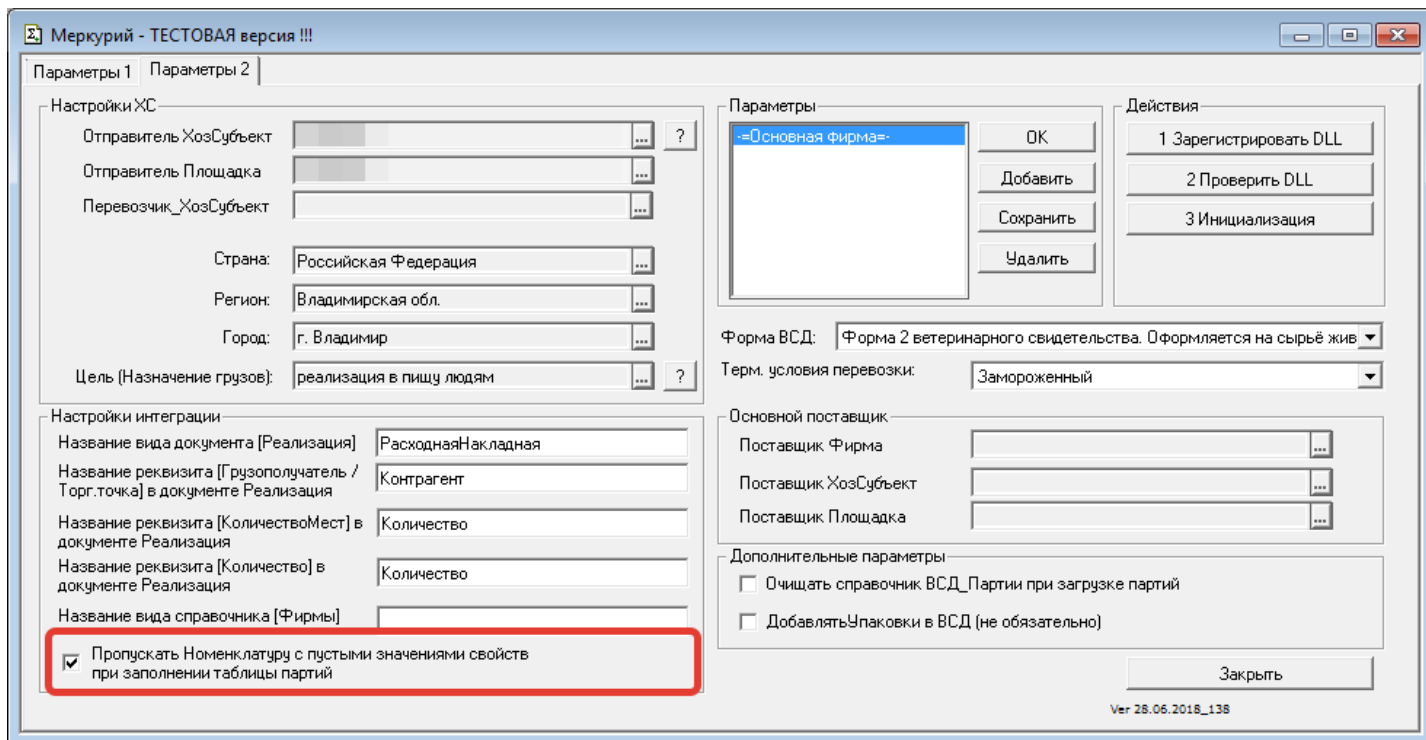 Меркурий - ТЕСТОВАЯ версия !!!
Параметры 1 Параметры 2
Настройки ХС
Отправитель ХозСубъект ... ?
Отправитель Площадка ...
Перевозчик_ХозСубъект ...
Страна: Российская Федерация ...
Регион: Владимирская обл. ...
Город: г. Владимир ...
Цель (Назначение грузов): реализация в пищу людям ... ?
Настройки интеграции
Название вида документа [Реализация] РасходнаяНакладная
Название реквизита [Грузополучатель /
Торг.точка] в документе Реализация
Контрагент
Название реквизита [КоличествоМест] в
документе Реализация
Количество
Название реквизита [Количество] в
документе Реализация
Количество
Название вида справочника [Фирмы]
Пропускать Номенклатуру с пустыми значениями свойств
при заполнении таблицы партий
Параметры
-=Основная фирма=-
OK
Добавить
Сохранить
Удалить
Действия
1 Зарегистрировать DLL
2 Проверить DLL
3 Инициализация
Форма ВСД: Форма 2 ветеринарного свидетельства. Оформляется на сырьё жив
Терм. условия перевозки: Замороженный
Основной поставщик
Поставщик Фирма ...
Поставщик ХозСубъект ...
Поставщик Площадка ...
Дополнительные параметры
Очищать справочник ВСД_Партии при загрузке партий
ДобавлятьУпаковки в ВСД (не обязательно)
Закрыть
Ver 28.06.2018_138